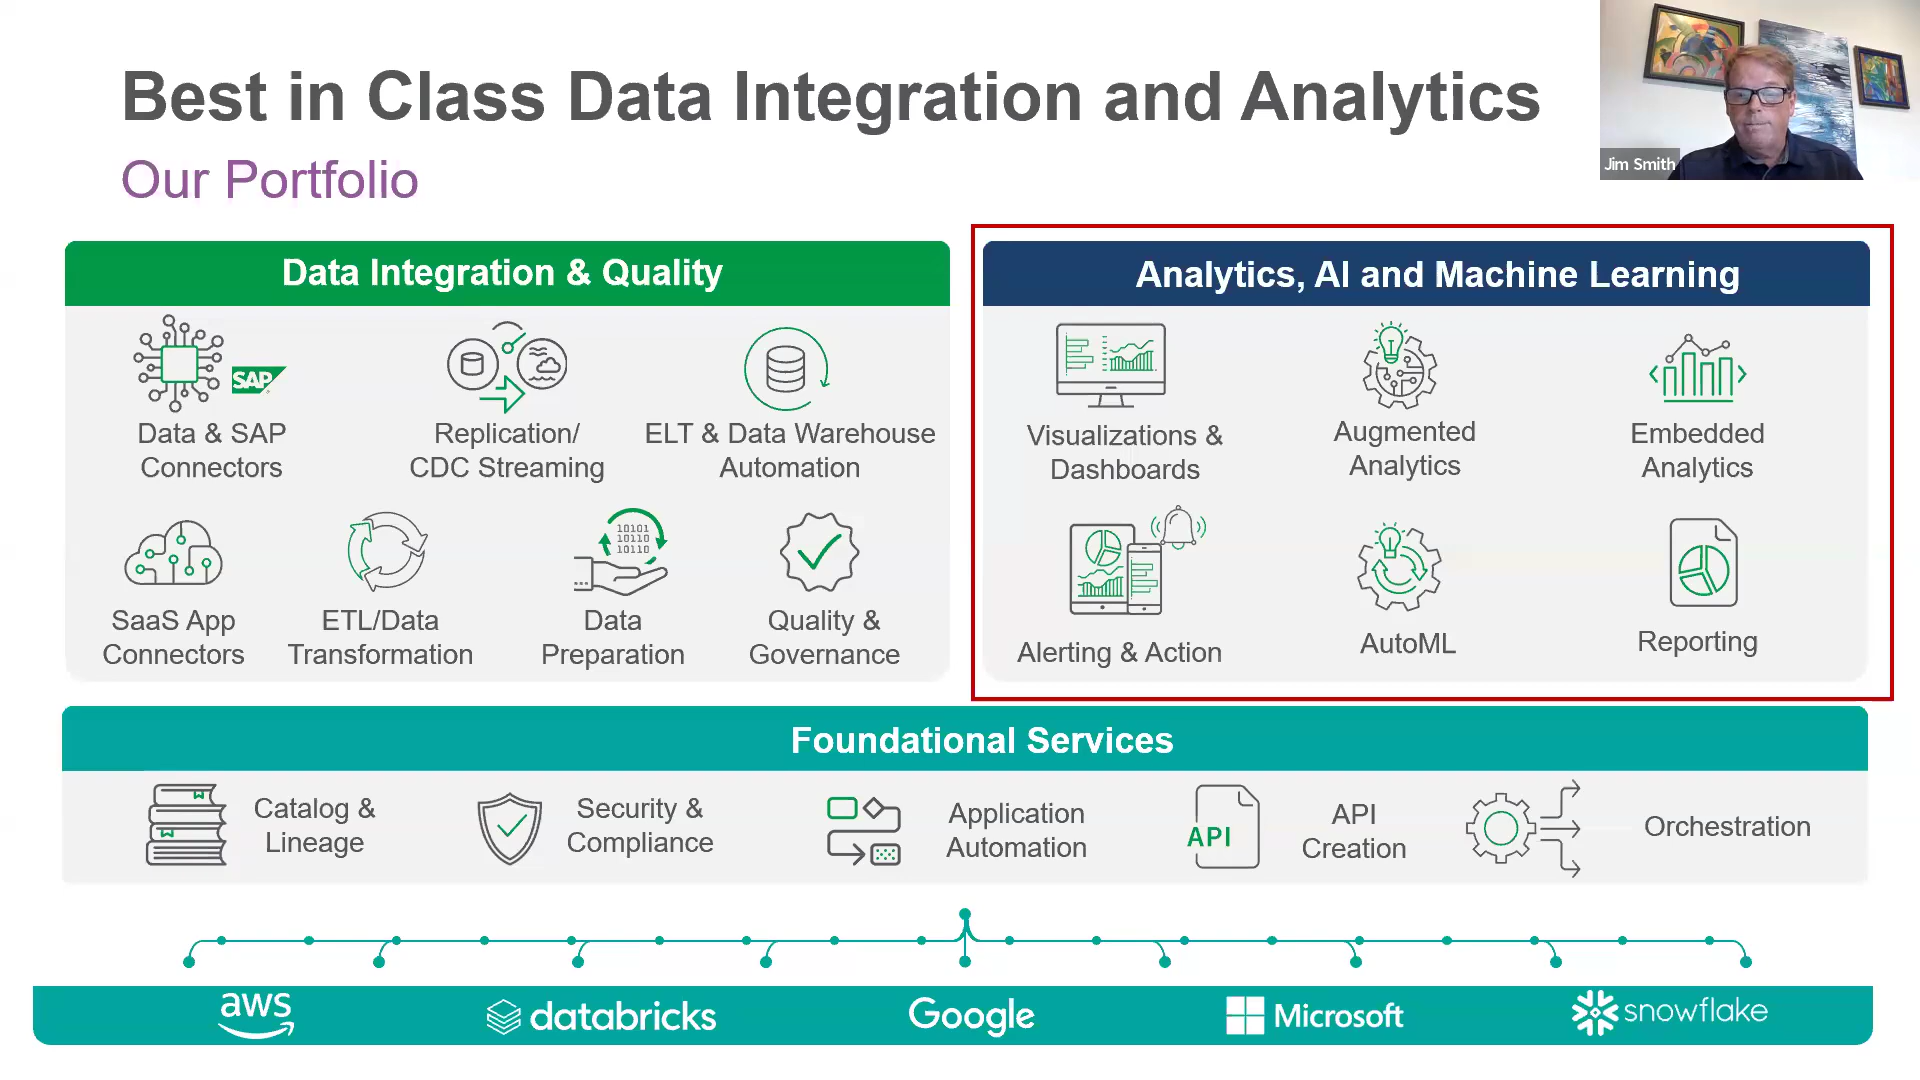 Best in Class Data Integration and Analytics
Our Portfolio
Jim Smith
Data Integration & Quality
SAP
Data & SAP
Connectors
Replication/
CDC Streaming
ELT & Data Warehouse
Automation
SaaS App
Connectors
ETL/Data
Transformation
10101
10110
10110
Data
Preparation
Quality &
Governance
Analytics, AI and Machine Learning
Visualizations &
Dashboards
Augmented
Analytics
Embedded
Analytics
Alerting & Action
AutoML
Reporting
Foundational Services
Catalog &
Lineage
Security &
Compliance
Application
Automation
API
API
Creation
Orchestration
aws
databricks
Google
Microsoft
snowflake